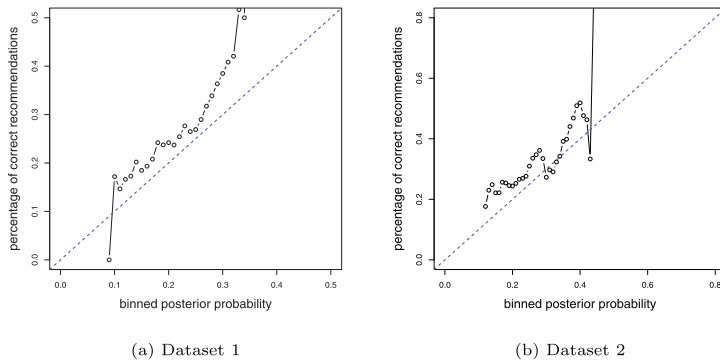 percentage of correct recommendations
0.5
0.4
0.3
0.2
0.1
0.0
0.0 0.1 0.2 0.3 0.4 0.5
binned posterior probability
(a) Dataset 1
percentage of correct recommendations
0.8
0.6
0.4
0.2
0.0
0.0 0.2 0.4 0.6 0.8
binned posterior probability
(b) Dataset 2